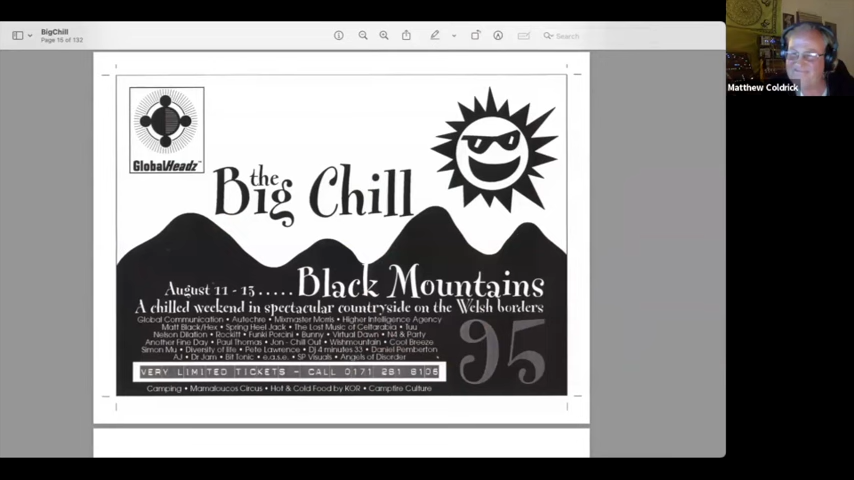 BigChill
Page 15 of 132
Search
Matthew Coldrick
GlobalHeadz™
the
Big Chill
August 11 - 13.....Black Mountains
A chilled weekend in spectacular countryside on the Welsh borders
Global Communication • Autechre • Mixmaster Morris • Higher Intelligence Agency
Matt Black/Hex • Spring Heel Jack • The Lost Music of Celtarabia • Tuu
Nelson Dilation • Rockitt • Funki Porcini • Bunny • Virtual Dawn • N4 & Party
Another Fine Day • Paul Thomas • Jon - Chill Out • Wishmountain • Cool Breeze
Simon Mu • Diversity of life • Pete Lawrence • Dj 4 minutes 33 • Daniel Pemberton
AJ • Dr Jam • Bit Tonic • e.a.s.e. • SP Visuals • Angels of Disorder
95
VERY LIMITED TICKETS - CALL 0171 281 8106
Camping • Mamaloucos Circus • Hot & Cold Food by KOR • Campfire Culture